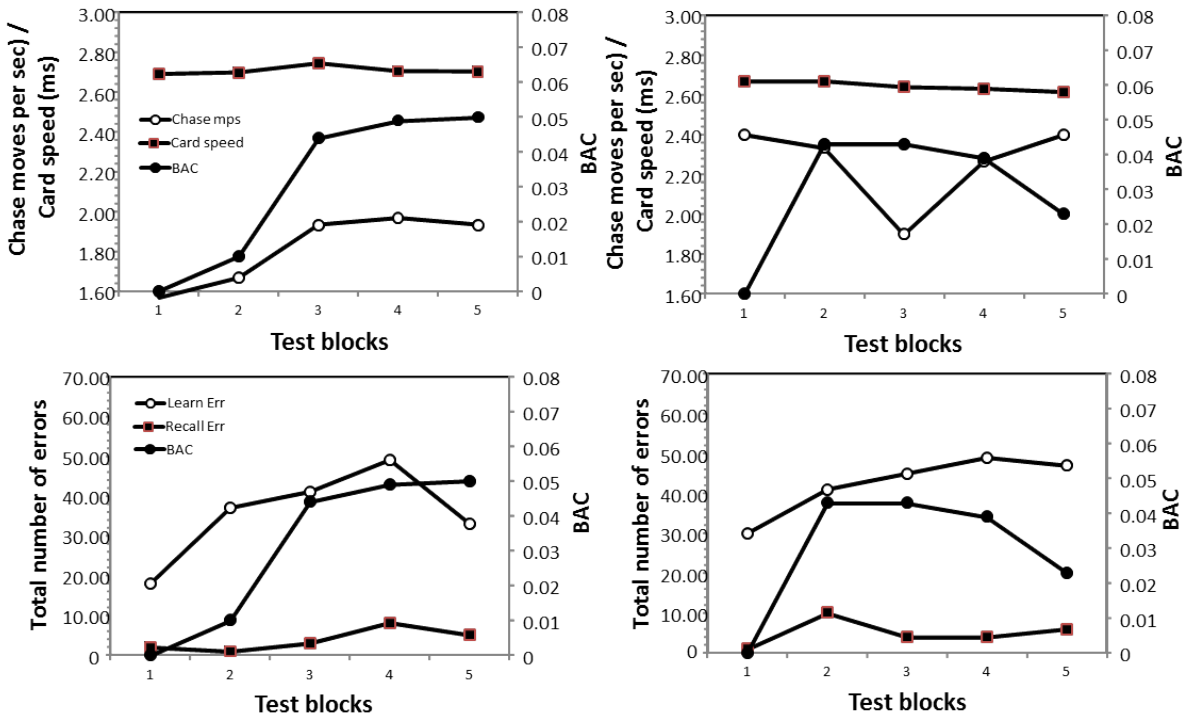 Chase moves per sec) /
Card speed (ms)
3.00
2.80
2.60
2.40
2.20
2.00
1.80
1.60
Chase mps
Card speed
BAC
0.08
0.07
0.06
0.05
0.04
0.03
0.02
0.01
0
BAC
1 2 3 4 5
Test blocks
Chase moves per sec) /
Card speed (ms)
3.00
2.80
2.60
2.40
2.20
2.00
1.80
1.60
0.08
0.07
0.06
0.05
0.04
0.03
0.02
0.01
0
BAC
1 2 3 4 5
Test blocks
Total number of errors
70.00
60.00
50.00
40.00
30.00
20.00
10.00
0
Learn Err
Recall Err
BAC
0.08
0.07
0.06
0.05
0.04
0.03
0.02
0.01
0
BAC
1 2 3 4 5
Test blocks
Total number of errors
70.00
60.00
50.00
40.00
30.00
20.00
10.00
0
0.08
0.07
0.06
0.05
0.04
0.03
0.02
0.01
0
BAC
1 2 3 4 5
Test blocks